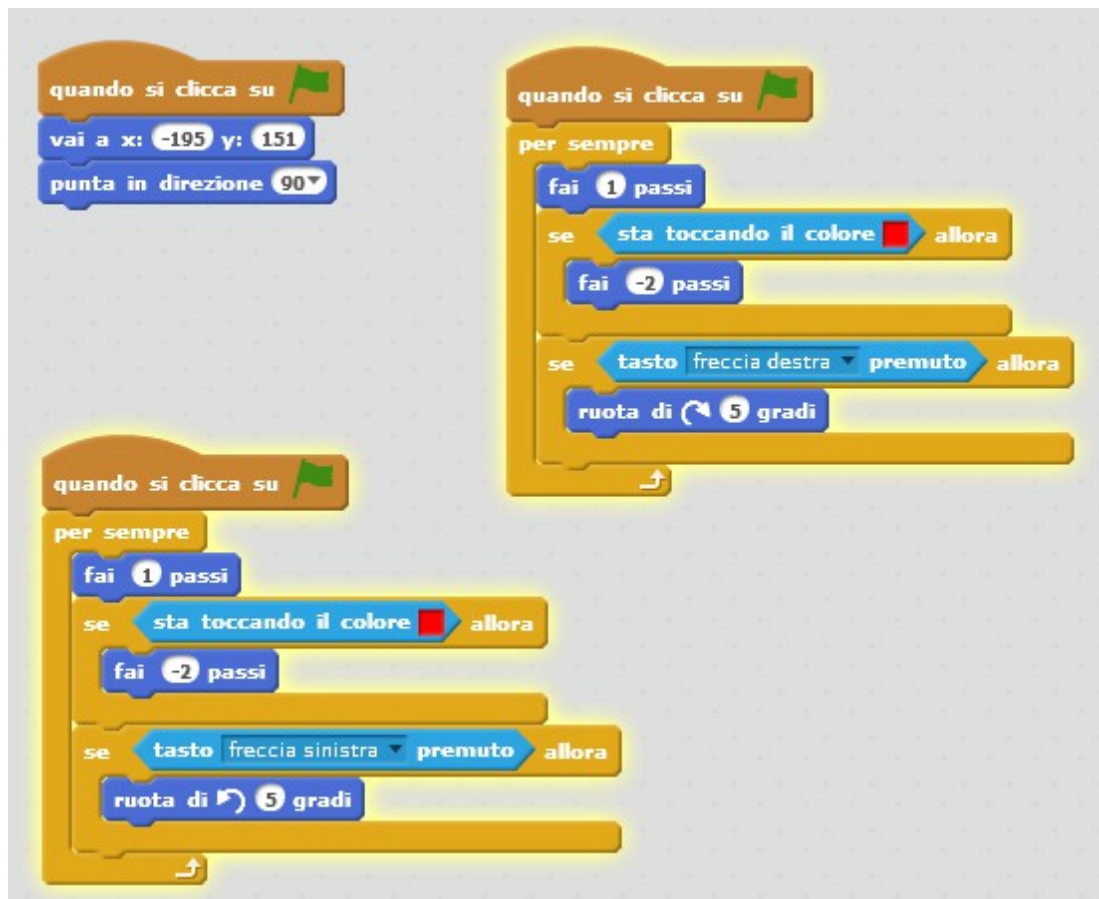 quando si clicca su
vai a x: -195 y: 151
punta in direzione 90
quando si clicca su
per sempre
fai 1 passi
se sta toccando il colore allora
fai -2 passi
se tasto freccia destra premuto allora
ruota di 5 gradi
quando si clicca su
per sempre
fai 1 passi
se sta toccando il colore allora
fai -2 passi
se tasto freccia sinistra premuto allora
ruota di 5 gradi